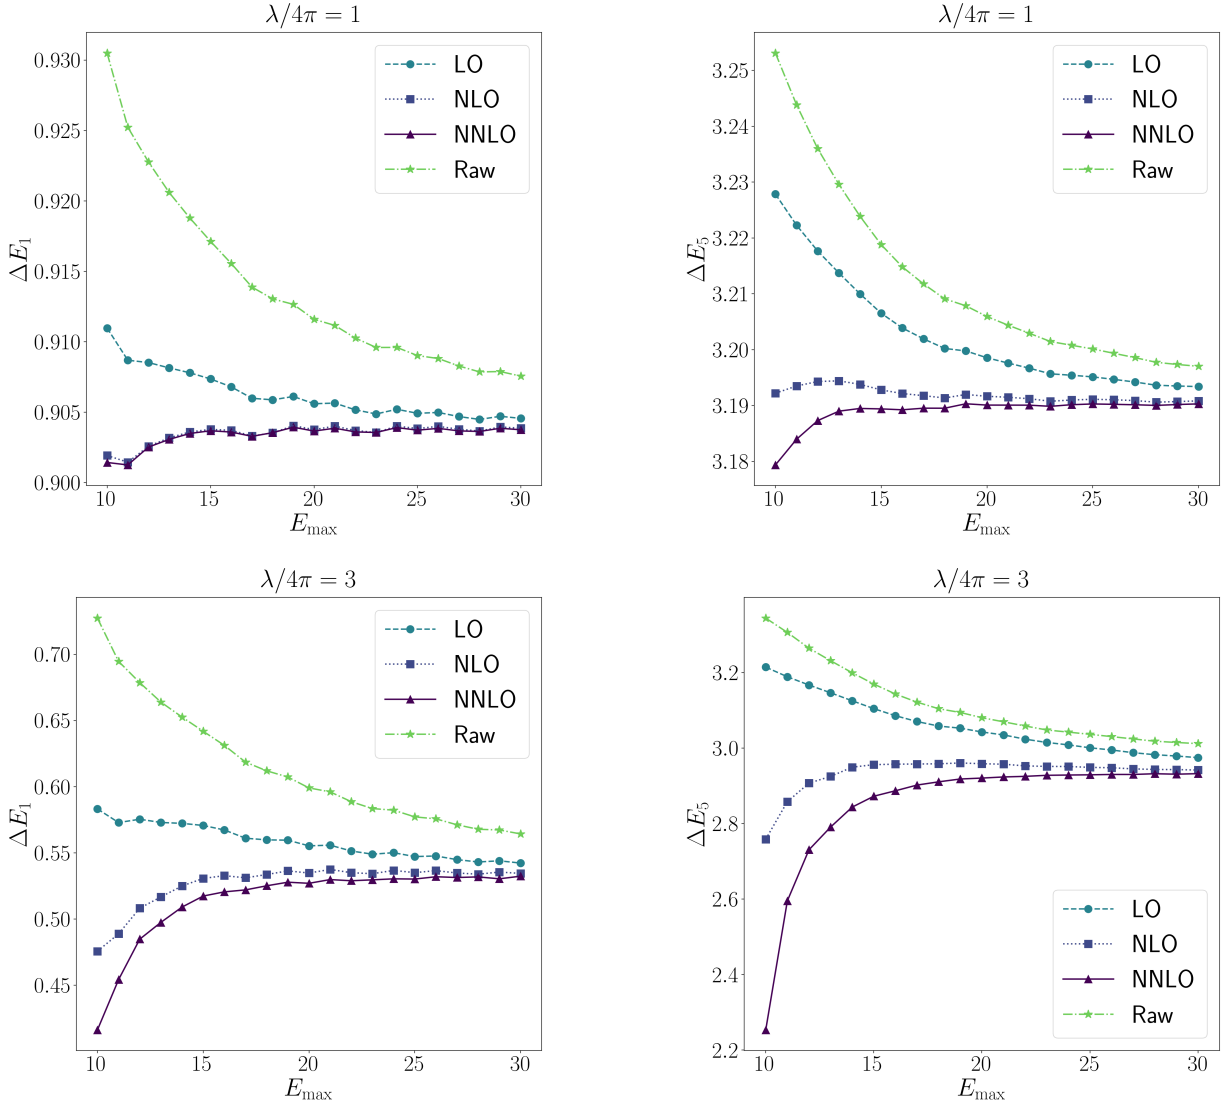 λ/4π = 1
0.930
0.925
0.920
0.915
0.910
0.905
0.900
ΔE₁
10 15 20 25 30
E_max
LO
NLO
NNLO
Raw
λ/4π = 1
3.25
3.24
3.23
3.22
3.21
3.20
3.19
3.18
ΔE₅
10 15 20 25 30
E_max
LO
NLO
NNLO
Raw
λ/4π = 3
0.70
0.65
0.60
0.55
0.50
0.45
ΔE₁
10 15 20 25 30
E_max
LO
NLO
NNLO
Raw
λ/4π = 3
3.2
3.0
2.8
2.6
2.4
2.2
ΔE₅
10 15 20 25 30
E_max
LO
NLO
NNLO
Raw